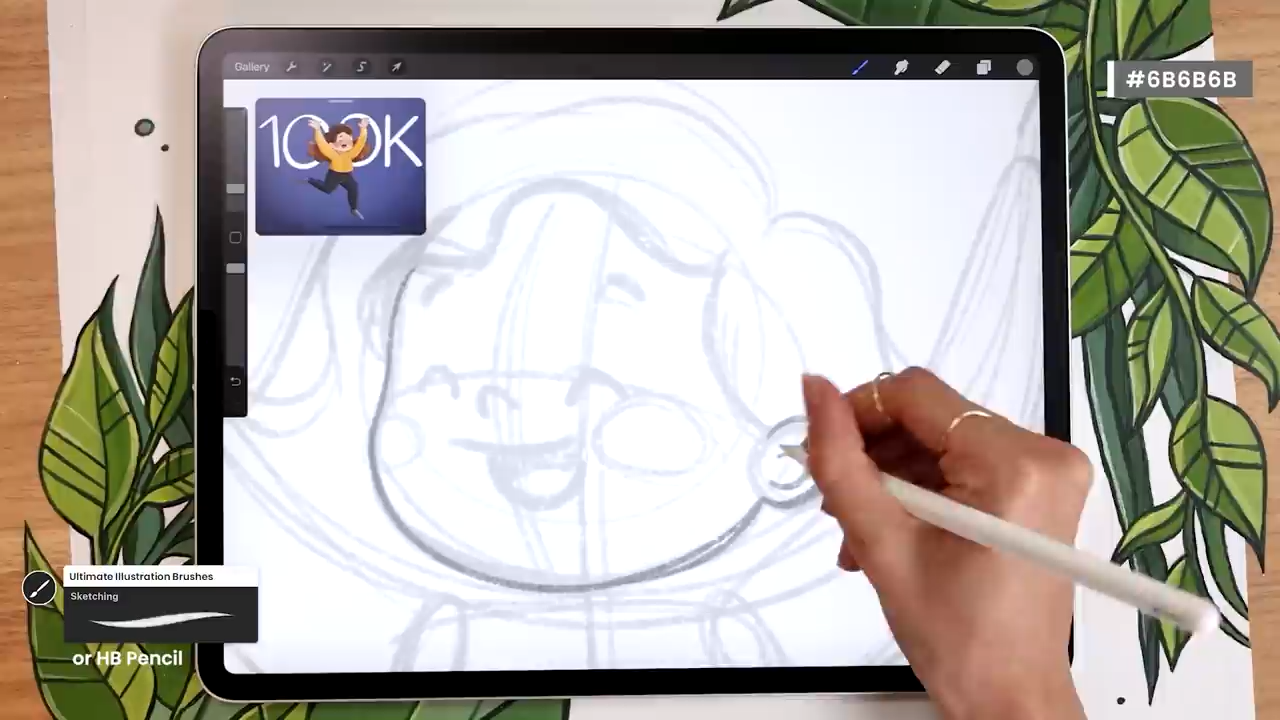 Gallery
#6B6B6B
100K
Ultimate Illustration Brushes
Sketching
or HB Pencil